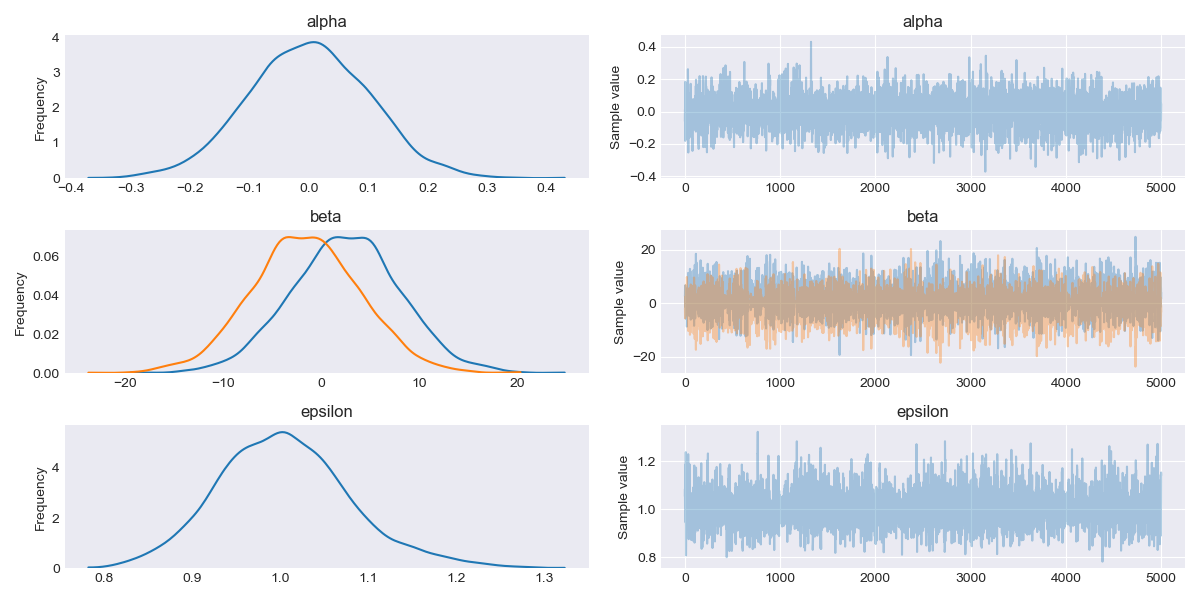 alpha
Frequency
4
3
2
1
0
−0.4 −0.3 −0.2 −0.1 0.0 0.1 0.2 0.3 0.4
alpha
Sample value
0.4
0.2
0.0
−0.2
−0.4
0 1000 2000 3000 4000 5000
beta
Frequency
0.06
0.04
0.02
0.00
−20 −10 0 10 20
beta
Sample value
20
0
−20
0 1000 2000 3000 4000 5000
epsilon
Frequency
4
2
0
0.8 0.9 1.0 1.1 1.2 1.3
epsilon
Sample value
1.2
1.0
0.8
0 1000 2000 3000 4000 5000